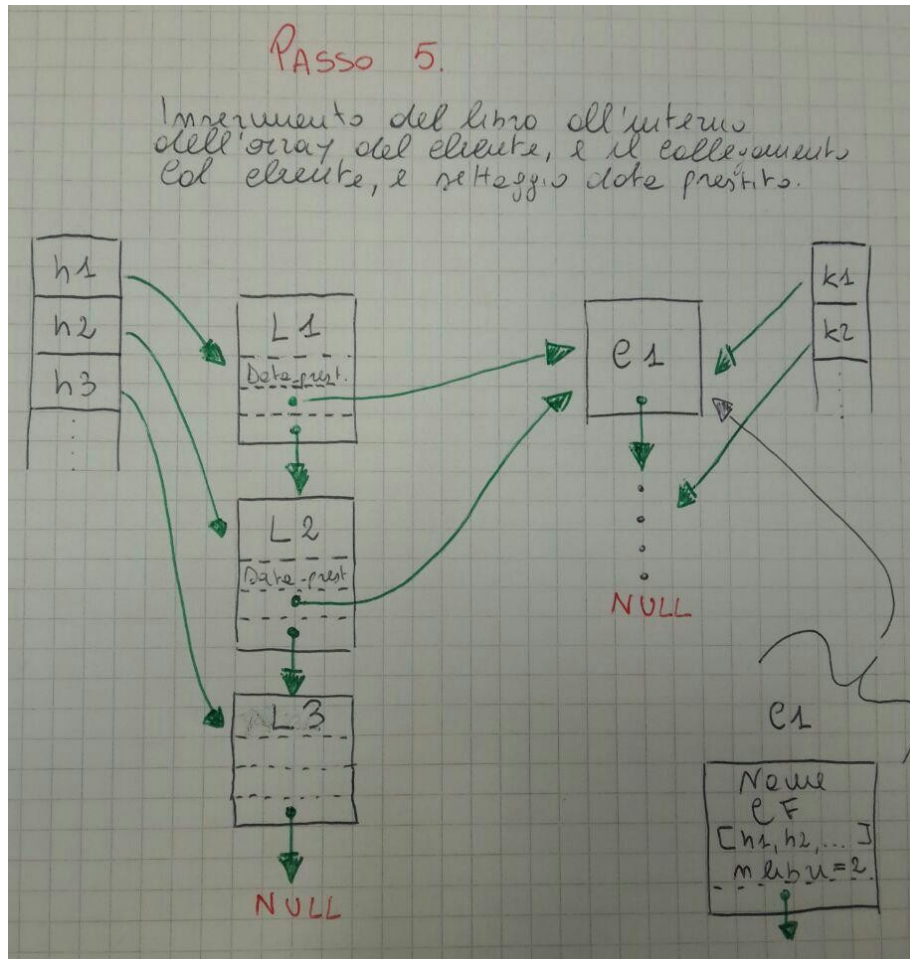 PASSO 5.
Inserimento del libro all'interno
dell'array del cliente, e il collegamento
col cliente, e settaggio data prestito.
h1
h2
h3
L1
Data-prest.
L2
Data-prest
L3
NULL
C1
NULL
k1
k2
C1
Nome
CF
[h1, h2, ...]
n libri = 2